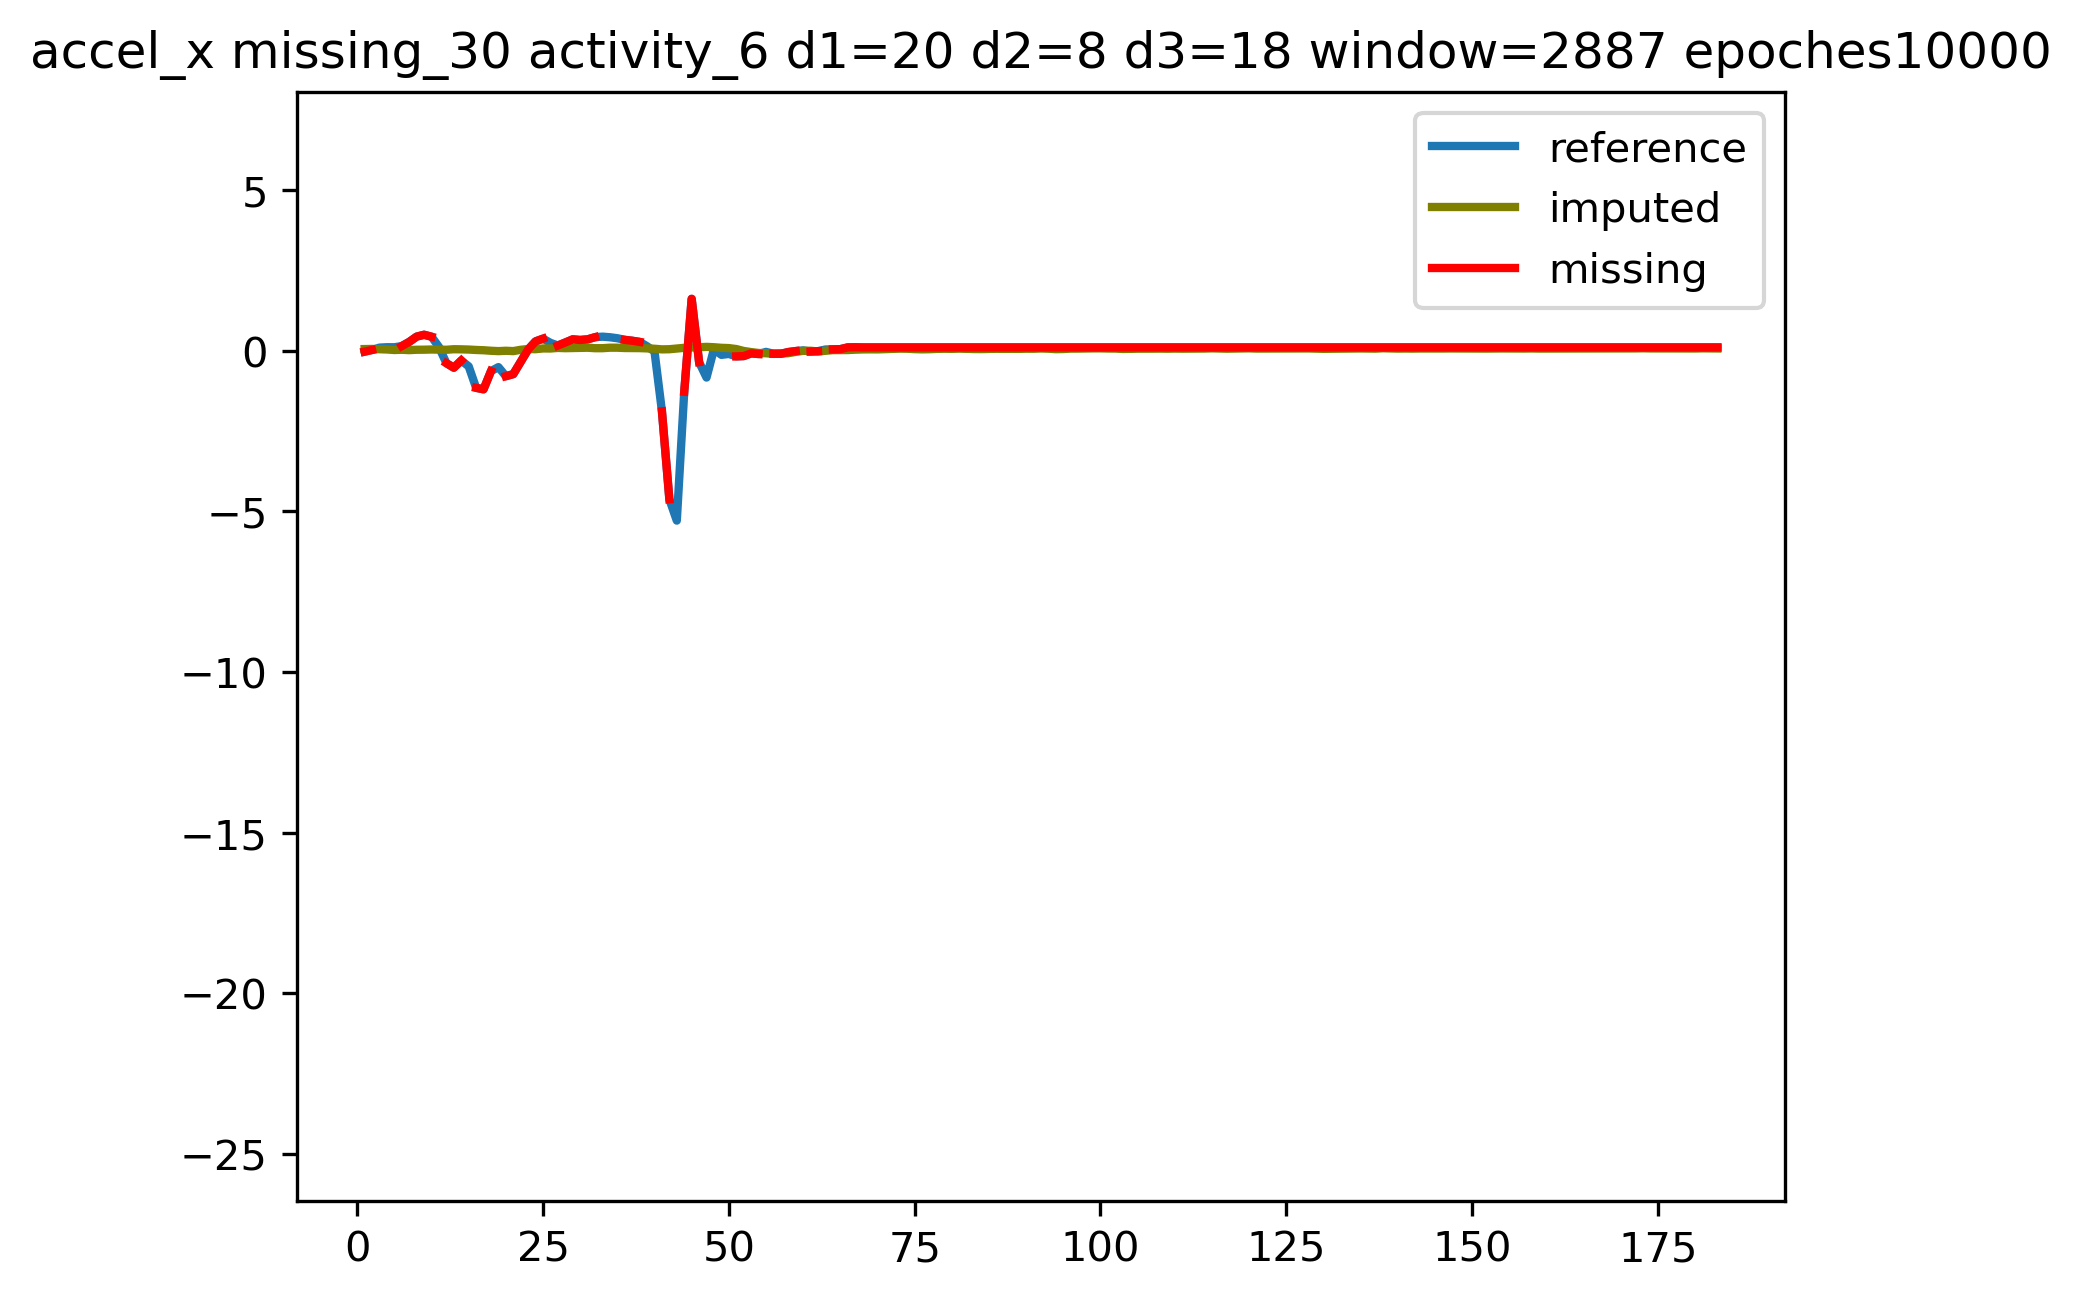 accel_x missing_30 activity_6 d1=20 d2=8 d3=18 window=2887 epoches10000
reference
imputed
missing
5
0
−5
−10
−15
−20
−25
0 25 50 75 100 125 150 175